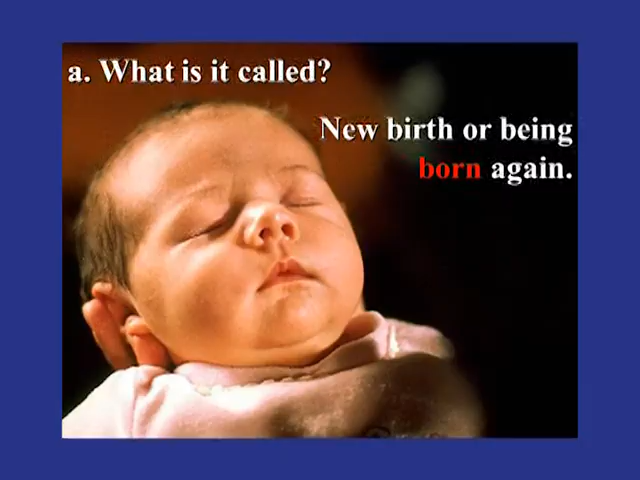 a. What is it called?
New birth or being
born again.